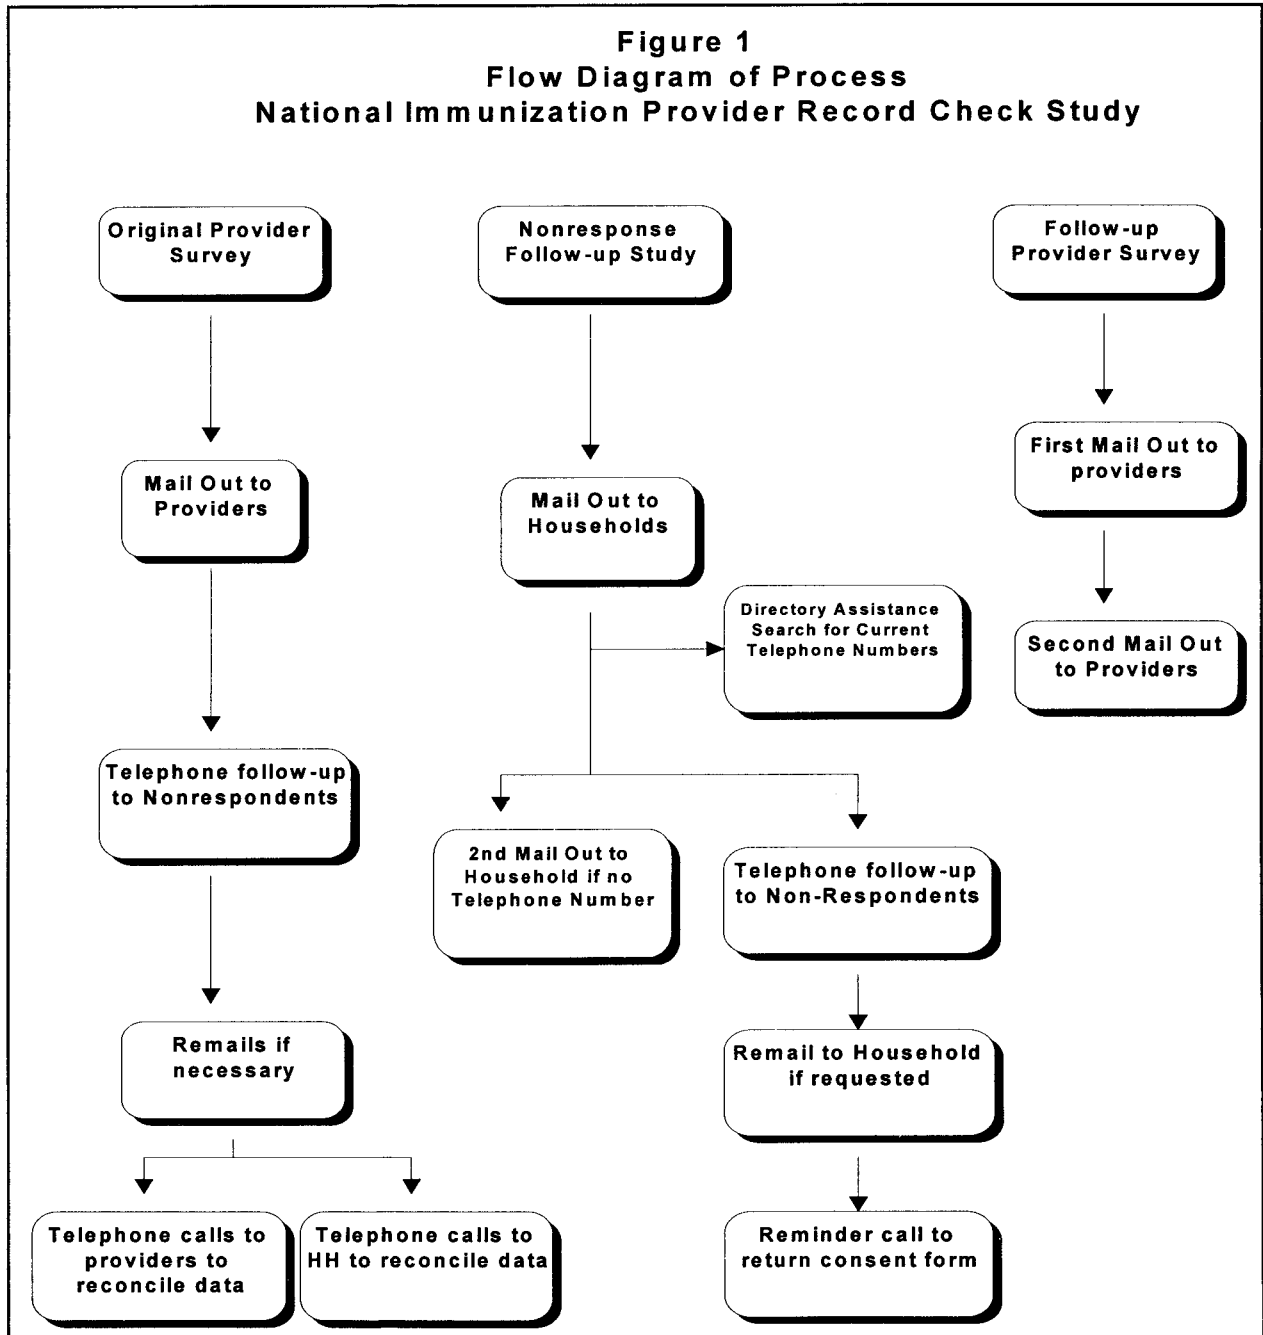 Figure 1
Flow Diagram of Process
National Immunization Provider Record Check Study
Original Provider
Survey
Mail Out to
Providers
Telephone follow-up
to Nonrespondents
Remails if
necessary
Telephone calls to
providers to
reconcile data
Telephone calls to
HH to reconcile data
Nonresponse
Follow-up Study
Mail Out to
Households
Directory Assistance
Search for Current
Telephone Numbers
2nd Mail Out to
Household if no
Telephone Number
Telephone follow-up
to Non-Respondents
Remail to Household
if requested
Reminder call to
return consent form
Follow-up
Provider Survey
First Mail Out to
providers
Second Mail Out
to Providers